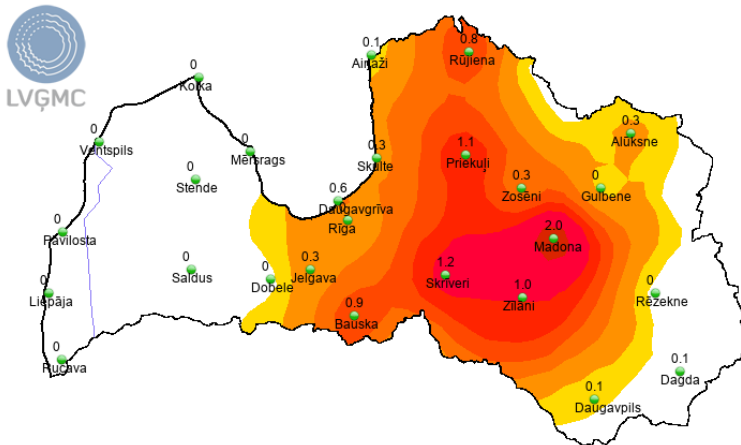 LVĢMC
0
Kolka
0.1
Ainaži
0.8
Rūjiena
0
Ventspils
0
Mērsrags
0.3
Skulte
1.1
Priekuļi
0.3
Alūksne
0
Stende
0.6
Daugavgrīva
0
Rīga
0.3
Zosēni
0
Gulbene
0
Pāvilosta
2.0
Madona
0
Saldus
0
Dobele
0.3
Jelgava
1.2
Skrīveri
1.0
Zīlāni
0
Liepāja
0
Rēzekne
0.9
Bauska
0
Rucava
0.1
Dagda
0.1
Daugavpils